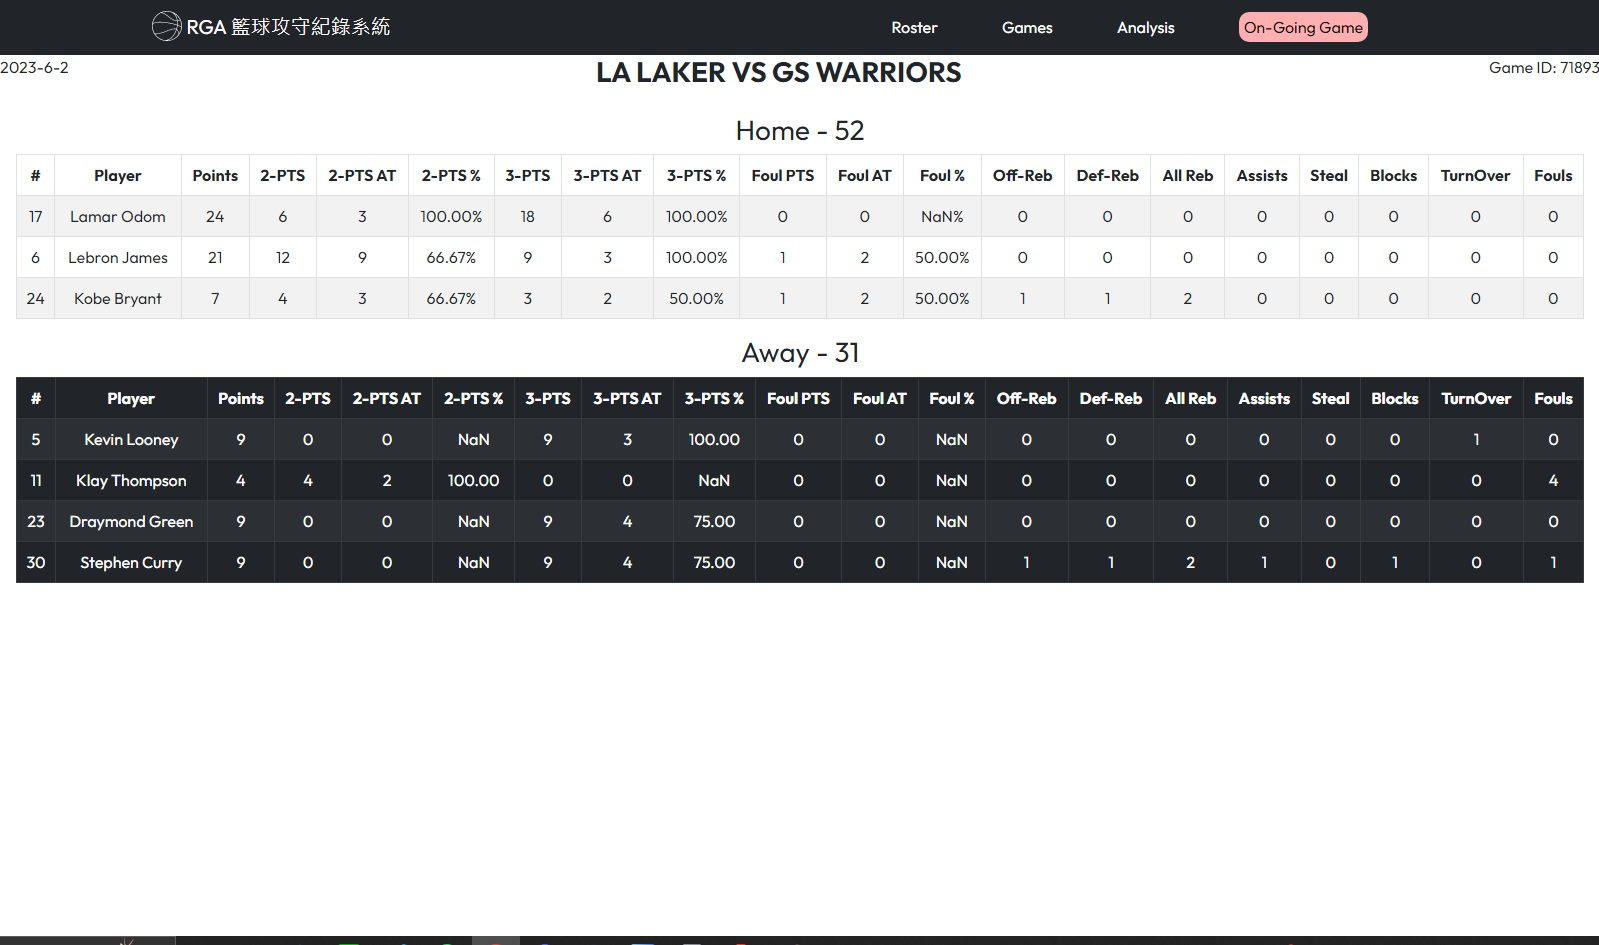 RGA 籃球攻守紀錄系統 Roster Games Analysis On-Going Game
2023-6-2 LA LAKER VS GS WARRIORS Game ID: 71893
Home - 52
# Player Points 2-PTS 2-PTS AT 2-PTS % 3-PTS 3-PTS AT 3-PTS % Foul PTS Foul AT Foul % Off-Reb Def-Reb All Reb Assists Steal Blocks TurnOver Fouls
17 Lamar Odom 24 6 3 100.00% 18 6 100.00% 0 0 NaN% 0 0 0 0 0 0 0 0
6 Lebron James 21 12 9 66.67% 9 3 100.00% 1 2 50.00% 0 0 0 0 0 0 0 0
24 Kobe Bryant 7 4 3 66.67% 3 2 50.00% 1 2 50.00% 1 1 2 0 0 0 0 0
Away - 31
# Player Points 2-PTS 2-PTS AT 2-PTS % 3-PTS 3-PTS AT 3-PTS % Foul PTS Foul AT Foul % Off-Reb Def-Reb All Reb Assists Steal Blocks TurnOver Fouls
5 Kevin Looney 9 0 0 NaN 9 3 100.00 0 0 NaN 0 0 0 0 0 0 1 0
11 Klay Thompson 4 4 2 100.00 0 0 NaN 0 0 NaN 0 0 0 0 0 0 0 4
23 Draymond Green 9 0 0 NaN 9 4 75.00 0 0 NaN 0 0 0 0 0 0 0 0
30 Stephen Curry 9 0 0 NaN 9 4 75.00 0 0 NaN 1 1 2 1 0 1 0 1